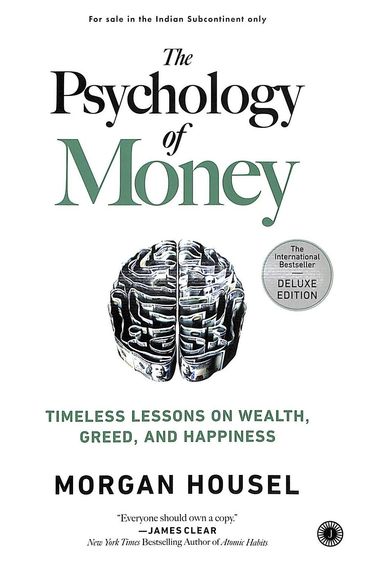 For sale in the Indian Subcontinent only
The
Psychology
of
Money
The
International
Bestseller
DELUXE
EDITION
TIMELESS LESSONS ON WEALTH,
GREED, AND HAPPINESS
MORGAN HOUSEL
"Everyone should own a copy."
—JAMES CLEAR
New York Times Bestselling Author of Atomic Habits
J